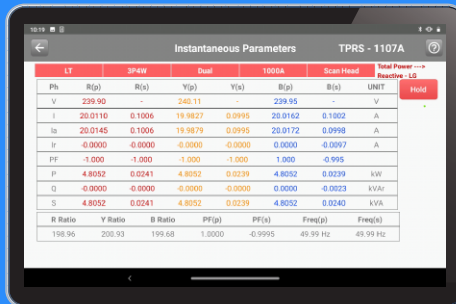 10:19
Instantaneous Parameters TPRS - 1107A ?
LT 3P4W Dual 1000A Scan Head Total Power --->
Reactive - LG
Ph R(p) R(s) Y(p) Y(s) B(p) B(s) UNIT Hold
V 239.90 - 240.11 - 239.95 - V
I 20.0110 0.1006 19.9827 0.0995 20.0162 0.1002 A
Ia 20.0145 0.1006 19.9879 0.0995 20.0172 0.0998 A
Ir -0.0000 -0.0000 -0.0000 -0.0000 0.0000 -0.0097 A
PF -1.000 -1.000 -1.000 -1.000 1.000 -0.995
P 4.8052 0.0241 4.8052 0.0239 4.8052 0.0239 kW
Q -0.0000 -0.0000 -0.0000 -0.0000 0.0000 -0.0023 kVAr
S 4.8052 0.0241 4.8052 0.0239 4.8052 0.0240 kVA
R Ratio Y Ratio B Ratio PF(p) PF(s) Freq(p) Freq(s)
198.96 200.93 199.68 1.0000 -0.9995 49.99 Hz 49.99 Hz